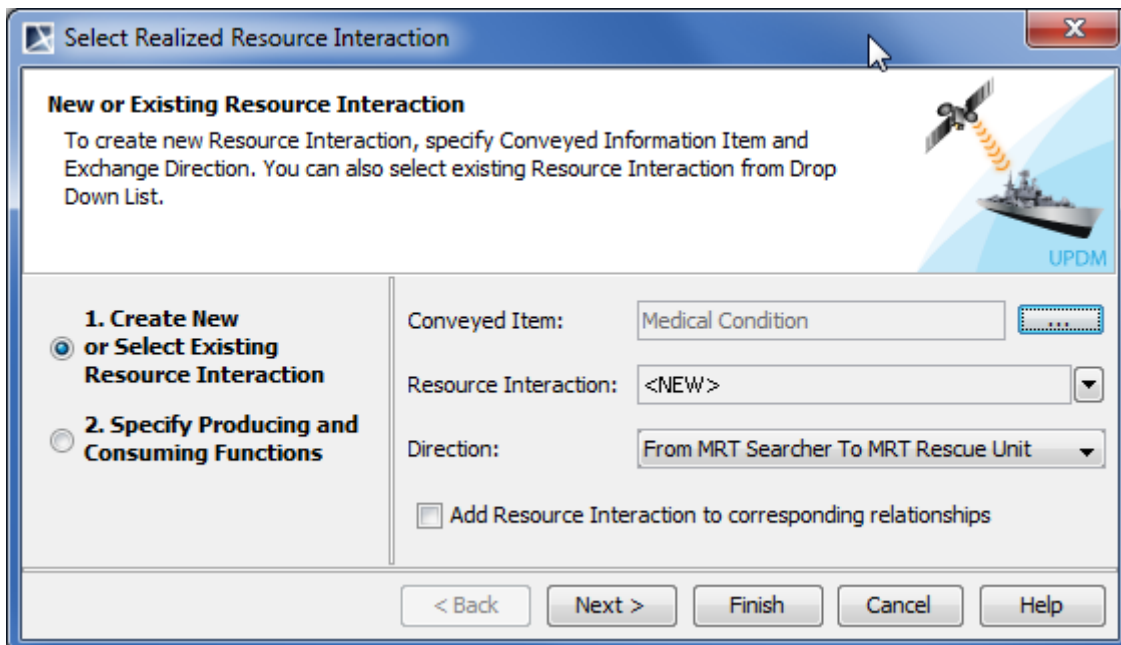 Select Realized Resource Interaction
New or Existing Resource Interaction
To create new Resource Interaction, specify Conveyed Information Item and
Exchange Direction. You can also select existing Resource Interaction from Drop
Down List.
UPDM
1. Create New
or Select Existing
Resource Interaction
2. Specify Producing and
Consuming Functions
Conveyed Item: Medical Condition ...
Resource Interaction: <NEW>
Direction: From MRT Searcher To MRT Rescue Unit
Add Resource Interaction to corresponding relationships
< Back Next > Finish Cancel Help